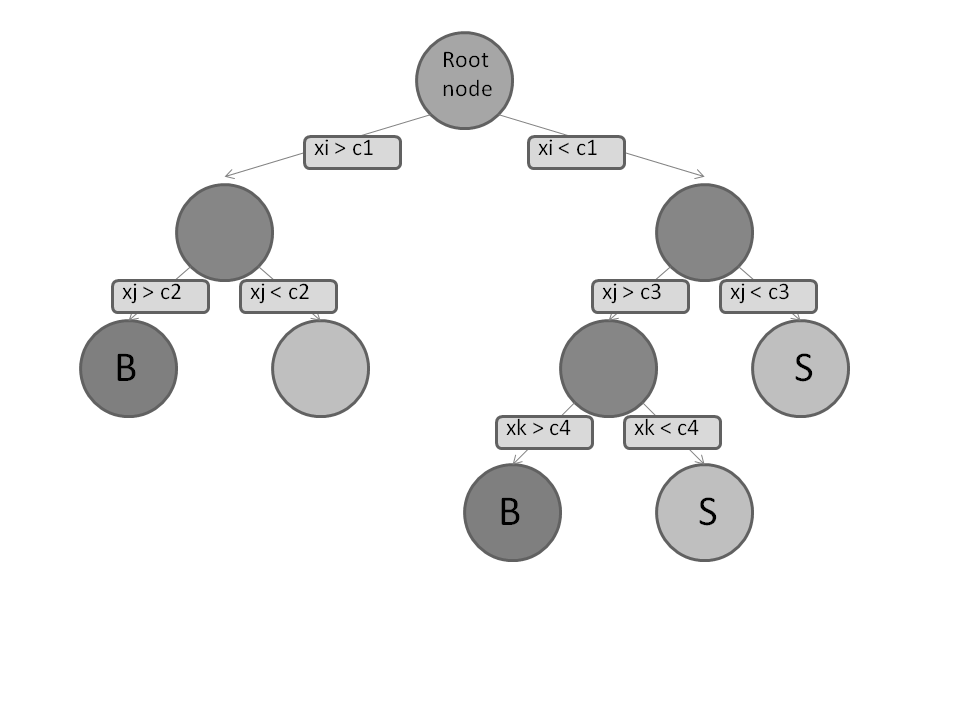 Root
node
xi > c1
xi < c1
xj > c2
xj < c2
xj > c3
xj < c3
B
S
xk > c4
xk < c4
B
S